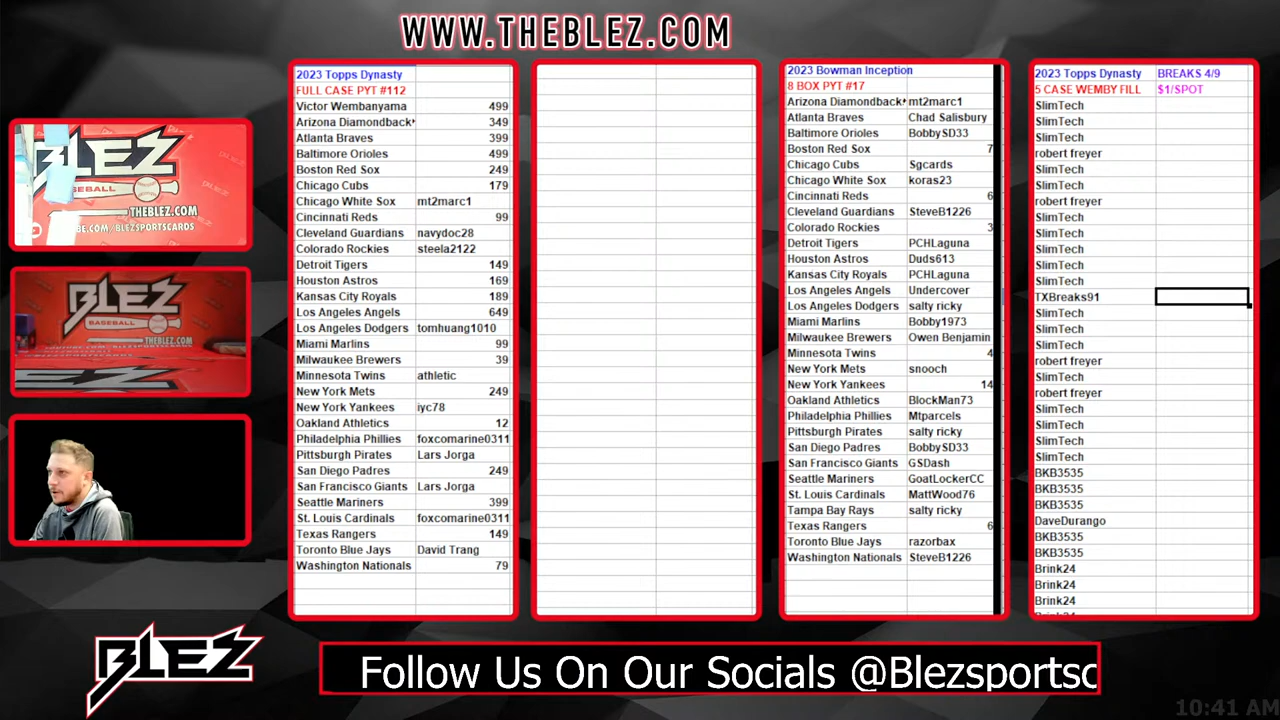 WWW.THEBLEZ.COM
BLEZ
BASEBALL
THEBLEZ.COM
BE.COM/BLEZSPORTSCARDS
BLEZ
BASEBALL
THEBLEZ.COM
2023 Topps Dynasty
FULL CASE PYT #112
Victor Wembanyama 499
Arizona Diamondback 349
Atlanta Braves 399
Baltimore Orioles 499
Boston Red Sox 249
Chicago Cubs 179
Chicago White Sox mt2marc1
Cincinnati Reds 99
Cleveland Guardians navydoc28
Colorado Rockies steela2122
Detroit Tigers 149
Houston Astros 169
Kansas City Royals 189
Los Angeles Angels 649
Los Angeles Dodgers tomhuang1010
Miami Marlins 99
Milwaukee Brewers 39
Minnesota Twins athletic
New York Mets 249
New York Yankees iyc78
Oakland Athletics 12
Philadelphia Phillies foxcomarine0311
Pittsburgh Pirates Lars Jorga
San Diego Padres 249
San Francisco Giants Lars Jorga
Seattle Mariners 399
St. Louis Cardinals foxcomarine0311
Texas Rangers 149
Toronto Blue Jays David Trang
Washington Nationals 79
2023 Bowman Inception
8 BOX PYT #17
Arizona Diamondback mt2marc1
Atlanta Braves Chad Salisbury
Baltimore Orioles BobbySD33
Boston Red Sox 7
Chicago Cubs Sgcards
Chicago White Sox koras23
Cincinnati Reds 6
Cleveland Guardians SteveB1226
Colorado Rockies 3
Detroit Tigers PCHLaguna
Houston Astros Duds613
Kansas City Royals PCHLaguna
Los Angeles Angels Undercover
Los Angeles Dodgers salty ricky
Miami Marlins Bobby1973
Milwaukee Brewers Owen Benjamin
Minnesota Twins 4
New York Mets snooch
New York Yankees 14
Oakland Athletics BlockMan73
Philadelphia Phillies Mtparcels
Pittsburgh Pirates salty ricky
San Diego Padres BobbySD33
San Francisco Giants GSDash
Seattle Mariners GoatLockerCC
St. Louis Cardinals MattWood76
Tampa Bay Rays salty ricky
Texas Rangers 6
Toronto Blue Jays razorbax
Washington Nationals SteveB1226
2023 Topps Dynasty BREAKS 4/9
5 CASE WEMBY FILL $1/SPOT
SlimTech
SlimTech
SlimTech
robert freyer
SlimTech
SlimTech
robert freyer
SlimTech
SlimTech
SlimTech
SlimTech
SlimTech
TXBreaks91
SlimTech
SlimTech
SlimTech
robert freyer
SlimTech
robert freyer
SlimTech
SlimTech
SlimTech
SlimTech
BKB3535
BKB3535
BKB3535
DaveDurango
BKB3535
BKB3535
Brink24
Brink24
Brink24
BLEZ
Follow Us On Our Socials @Blezsportsc
10:41 AM